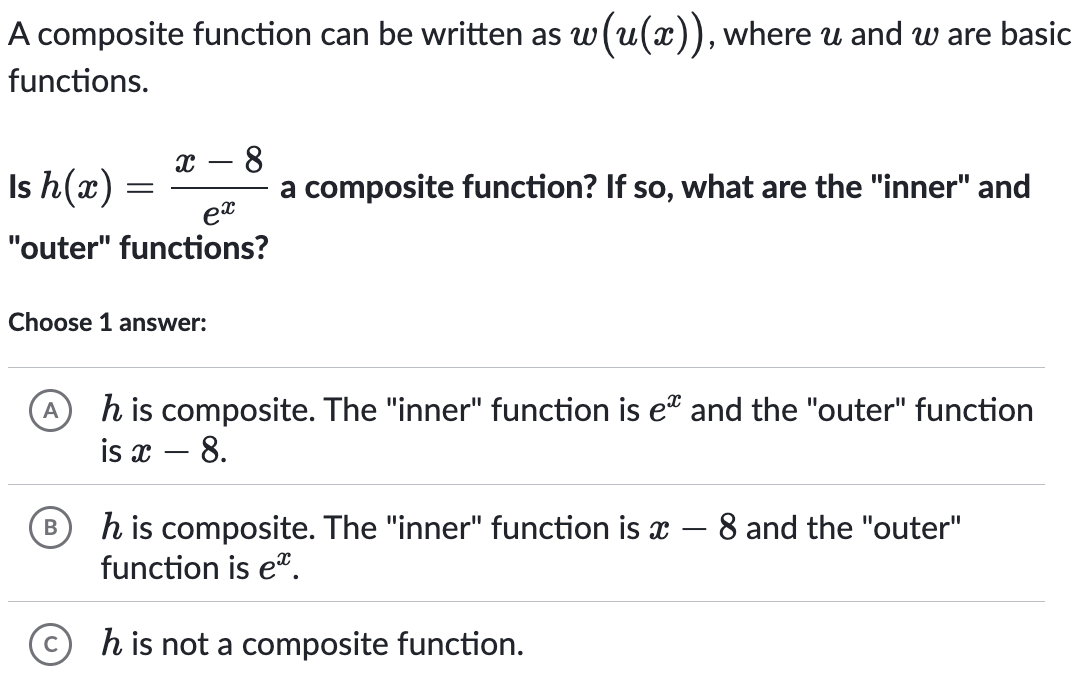 A composite function can be written as w(u(x)), where u and w are basic
functions.
Is h(x) = \frac{x - 8}{e^x} a composite function? If so, what are the "inner" and
"outer" functions?
Choose 1 answer:
A h is composite. The "inner" function is e^x and the "outer" function
is x - 8.
B h is composite. The "inner" function is x - 8 and the "outer"
function is e^x.
C h is not a composite function.